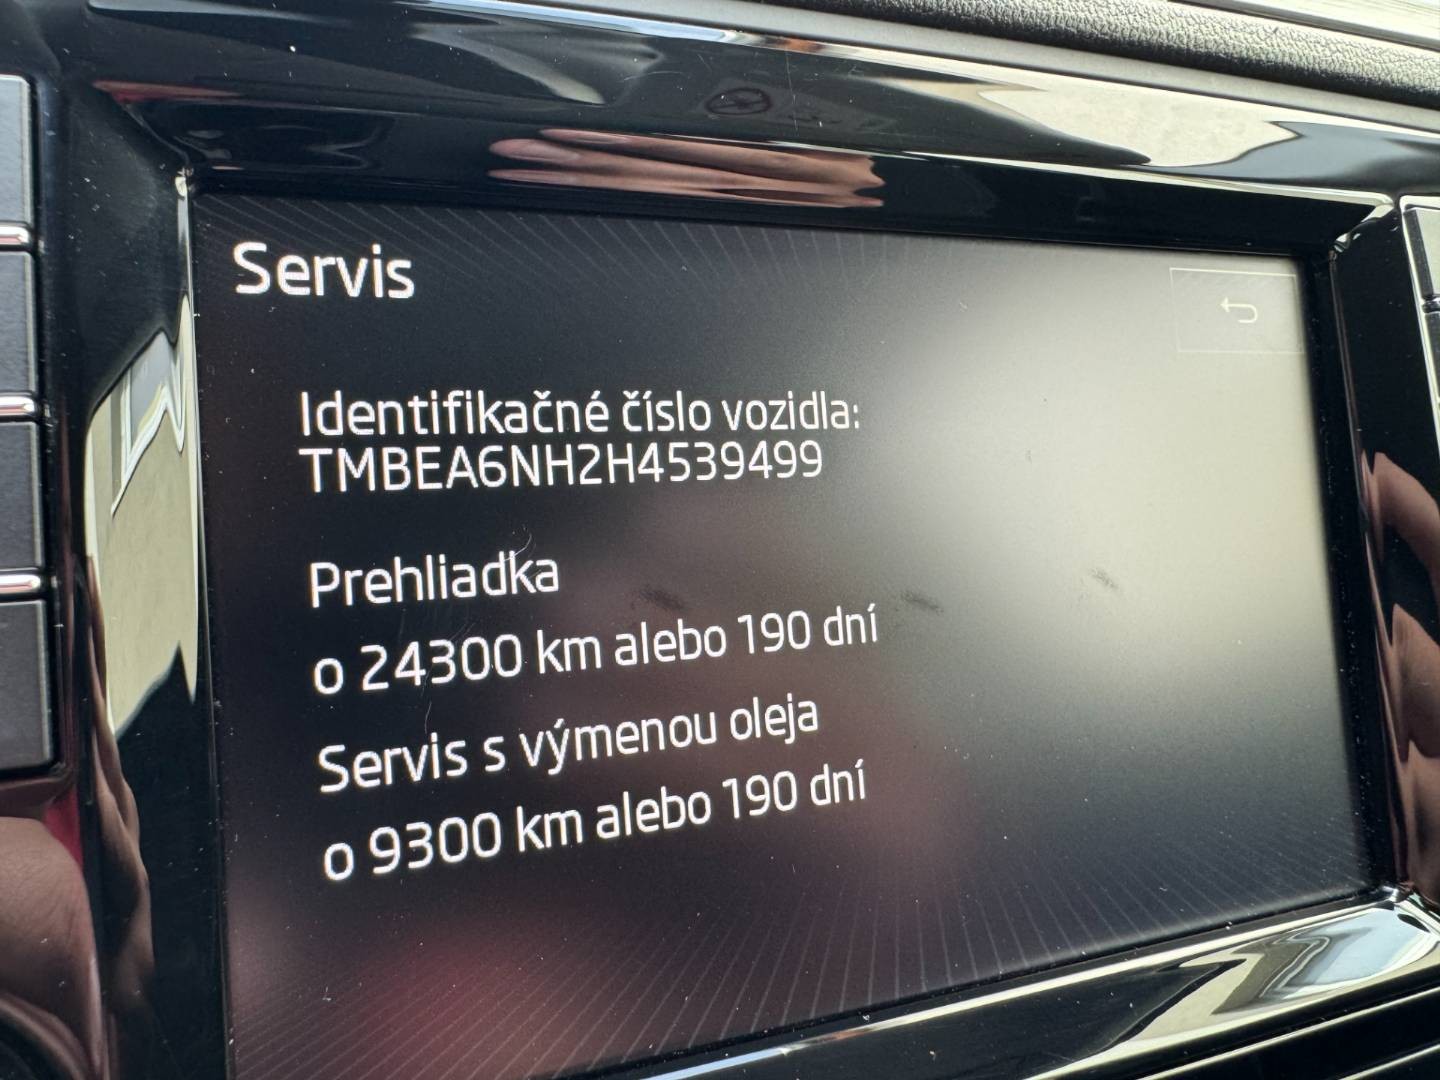 Servis
Identifikačné číslo vozidla:
TMBEA6NH2H4539499
Prehliadka
o 24300 km alebo 190 dní
Servis s výmenou oleja
o 9300 km alebo 190 dní